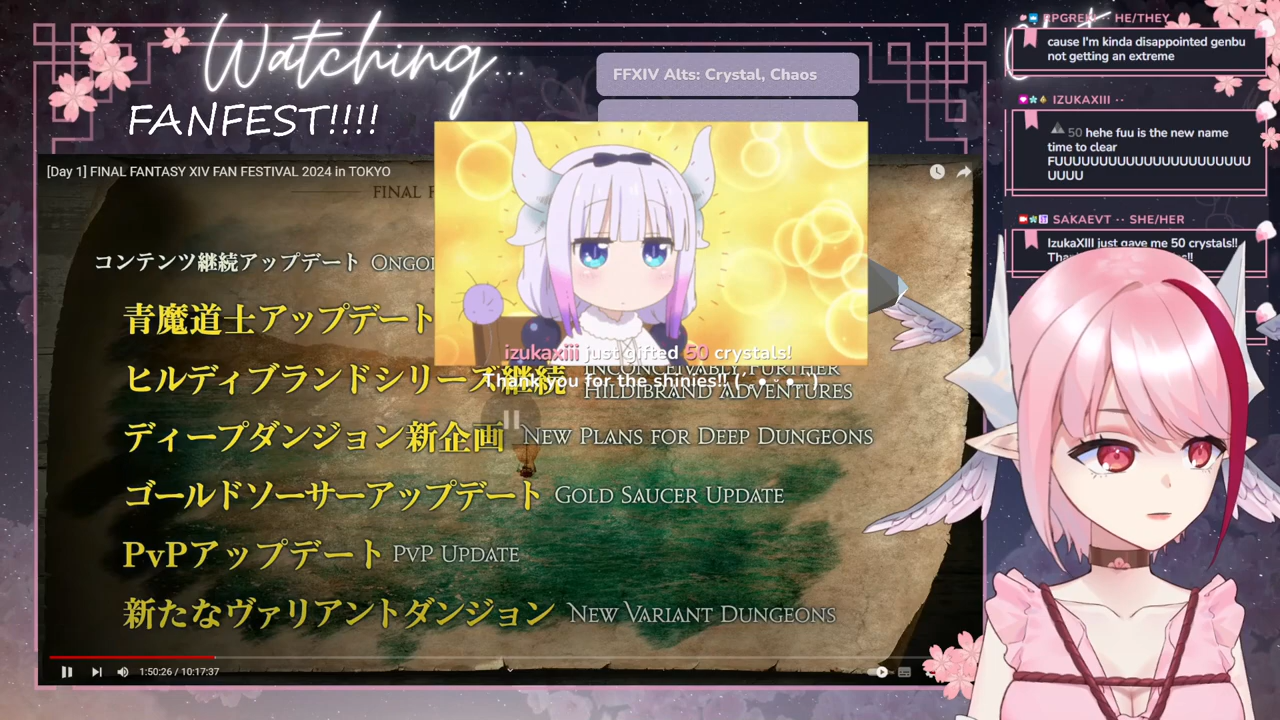 Watching...
FANFEST!!!!
FFXIV Alts: Crystal, Chaos
[Day 1] FINAL FANTASY XIV FAN FESTIVAL 2024 in TOKYO
FINAL
コンテンツ継続アップデート
青魔道士アップデート
izukaxiii just gifted 50 crystals!
Thank you for the shinies!!
ヒルディブランドシリーズ継続 INCONCEIVABLY FURTHER
HILDIBRAND ADVENTURES
ディープダンジョン新企画 NEW PLANS FOR DEEP DUNGEONS
ゴールドソーサーアップデート GOLD SAUCER UPDATE
PVPアップデート PVP UPDATE
新たなヴァリアントダンジョン NEW VARIANT DUNGEONS
1:50:26 / 10:17:37
HE/THEY
cause I'm kinda disappointed genbu
not getting an extreme
IZUKAXIII
50 hehe fuu is the new name
time to clear
FUUUUUUUUUUUUUUUUUUUUUU
UUUU
SAKAEVT · · SHE/HER
IzukaXIII just gave me 50 crystals!!